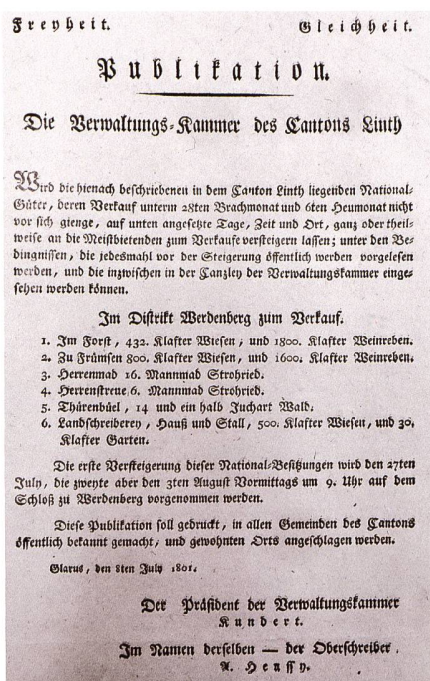 Freyheit. Gleichheit.
Publikation.
Die Verwaltungs-Kammer des Cantons Linth
Wird die hienach beschriebenen in dem Canton Linth liegenden National-
Güter, deren Verkauf unterm 28ten Brachmonat und 6ten Heumonat nicht
vor sich gienge, auf unten angesetzte Tage, Zeit und Ort, ganz oder theil-
weise an die Meistbietenden zum Verkaufe versteigern lassen; unter den Be-
dingnissen, die jedesmahl vor der Steigerung öffentlich werden vorgelesen
werden, und die inzwischen in der Canzley der Verwaltungskammer einge-
sehen werden können.
Im Distrikt Werdenberg zum Verkauf.
1. Im Forst, 432. Klafter Wiesen, und 1800. Klafter Weinreben.
2. Zu Frümsen 800. Klafter Wiesen, und 1600. Klafter Weinreben.
3. Herrenmad 16. Mannmad Strohried.
4. Herrenstreue 6. Mannmad Strohried.
5. Thürenbüel, 14 und ein halb Juchart Wald.
6. Landschreiberey, Hauß und Stall, 500. Klafter Wiesen, und 30.
Klafter Garten.
Die erste Versteigerung dieser National-Besitzungen wird den 27ten
July, die zweyte aber den 3ten August Vormittags um 9. Uhr auf dem
Schloß zu Werdenberg vorgenommen werden.
Diese Publikation soll gedruckt, in allen Gemeinden des Cantons
öffentlich bekannt gemacht, und gewohnten Orts angeschlagen werden.
Glarus, den 8ten July 1801.
Der Präsident der Verwaltungskammer
Kundert.
Im Namen derselben — der Oberschreiber.
A. Heussy.